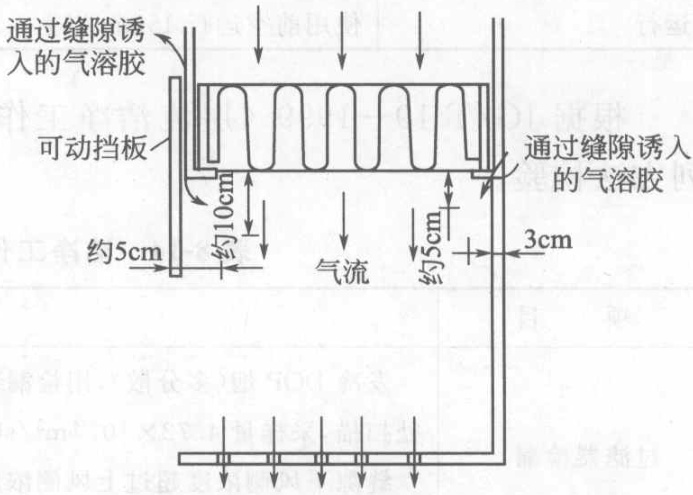 通过缝隙诱
入的气溶胶
可动挡板
通过缝隙诱入
的气溶胶
约10cm
约5cm
约5cm
3cm
气流